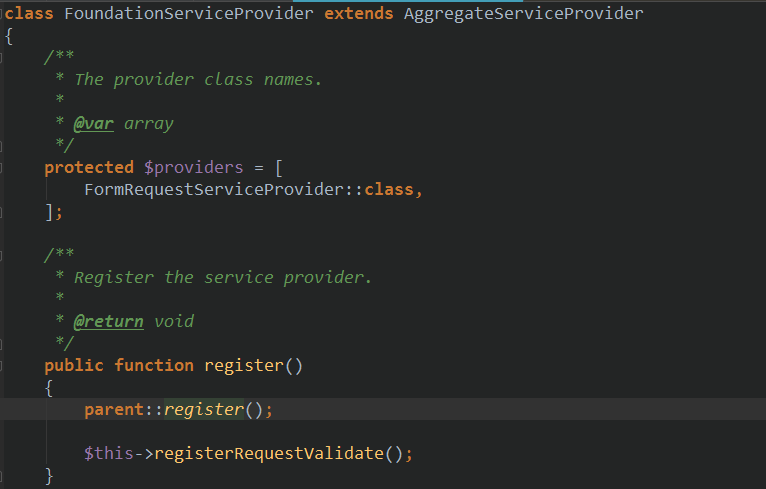 class FoundationServiceProvider extends AggregateServiceProvider
{
    /**
     * The provider class names.
     *
     * @var array
     */
    protected $providers = [
        FormRequestServiceProvider::class,
    ];

    /**
     * Register the service provider.
     *
     * @return void
     */
    public function register()
    {
        parent::register();

        $this->registerRequestValidate();
    }